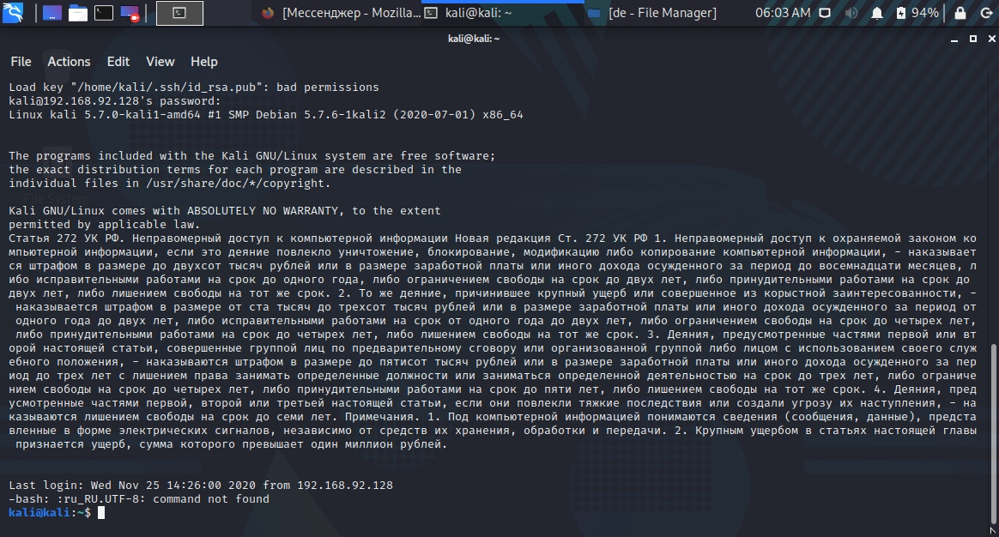 [Мессенджер - Mozilla... kali@kali: ~ [de - File Manager] 06:03 AM 94%
kali@kali: ~
File Actions Edit View Help
Load key "/home/kali/.ssh/id_rsa.pub": bad permissions
kali@192.168.92.128's password:
Linux kali 5.7.0-kali1-amd64 #1 SMP Debian 5.7.6-1kali2 (2020-07-01) x86_64
The programs included with the Kali GNU/Linux system are free software;
the exact distribution terms for each program are described in the
individual files in /usr/share/doc/*/copyright.
File System
Kali GNU/Linux comes with ABSOLUTELY NO WARRANTY, to the extent
permitted by applicable law.
Статья 272 УК РФ. Неправомерный доступ к компьютерной информации Новая редакция Ст. 272 УК РФ 1. Неправомерный доступ к охраняемой законом ко
мпьютерной информации, если это деяние повлекло уничтожение, блокирование, модификацию либо копирование компьютерной информации, - наказывает
ся штрафом в размере до двухсот тысяч рублей или в размере заработной платы или иного дохода осужденного за период до восемнадцати месяцев, л
ибо исправительными работами на срок до одного года, либо ограничением свободы на срок до двух лет, либо принудительными работами на срок до
двух лет, либо лишением свободы на тот же срок. 2. То же деяние, причинившее крупный ущерб или совершенное из корыстной заинтересованности, -
наказывается штрафом в размере от ста тысяч до трехсот тысяч рублей или в размере заработной платы или иного дохода осужденного за период от
одного года до двух лет, либо исправительными работами на срок от одного года до двух лет, либо ограничением свободы на срок до четырех лет,
либо принудительными работами на срок до четырех лет, либо лишением свободы на тот же срок. 3. Деяния, предусмотренные частями первой или вт
орой настоящей статьи, совершенные группой лиц по предварительному сговору или организованной группой либо лицом с использованием своего служ
ебного положения, - наказываются штрафом в размере до пятисот тысяч рублей или в размере заработной платы или иного дохода осужденного за пер
иод до трех лет с лишением права занимать определенные должности или заниматься определенной деятельностью на срок до трех лет, либо ограниче
нием свободы на срок до четырех лет, либо принудительными работами на срок до пяти лет, либо лишением свободы на тот же срок. 4. Деяния, пред
усмотренные частями первой, второй или третьей настоящей статьи, если они повлекли тяжкие последствия или создали угрозу их наступления, - на
казываются лишением свободы на срок до семи лет. Примечания. 1. Под компьютерной информацией понимаются сведения (сообщения, данные), предста
вленные в форме электрических сигналов, независимо от средств их хранения, обработки и передачи. 2. Крупным ущербом в статьях настоящей главы
признается ущерб, сумма которого превышает один миллион рублей.
Last login: Wed Nov 25 14:26:00 2020 from 192.168.92.128
-bash: :ru_RU.UTF-8: command not found
kali@kali:~$